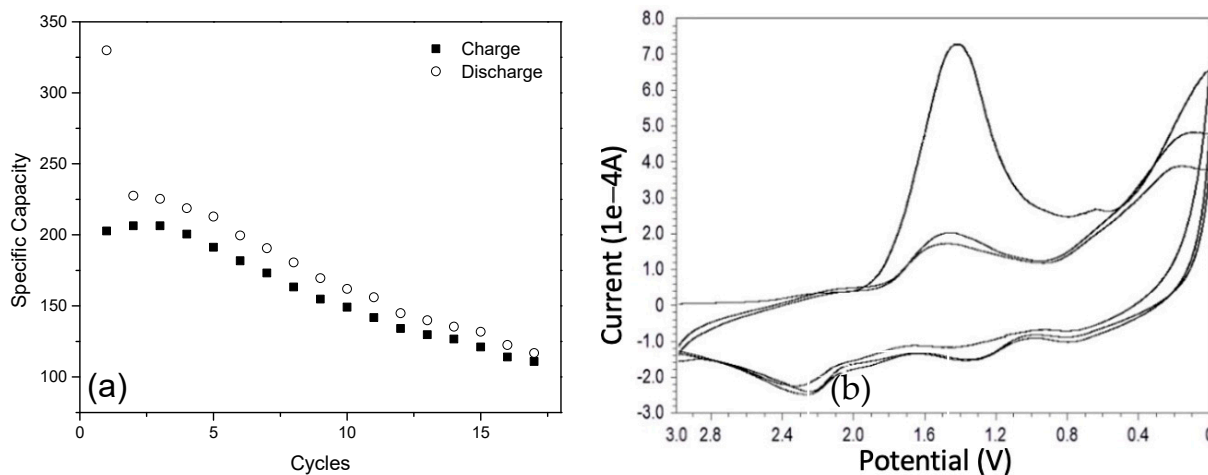 350
300
250
200
150
100
Specific Capacity
Charge
Discharge
(a)
0 5 10 15
Cycles
8.0
7.0
6.0
5.0
4.0
3.0
2.0
1.0
0
-1.0
-2.0
-3.0
Current (1e−4A)
(b)
3.0 2.8 2.4 2.0 1.6 1.2 0.8 0.4 0
Potential (V)